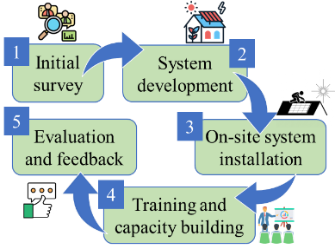 1
Initial
survey
2
System
development
3
On-site system
installation
4
Training and
capacity building
5
Evaluation
and feedback